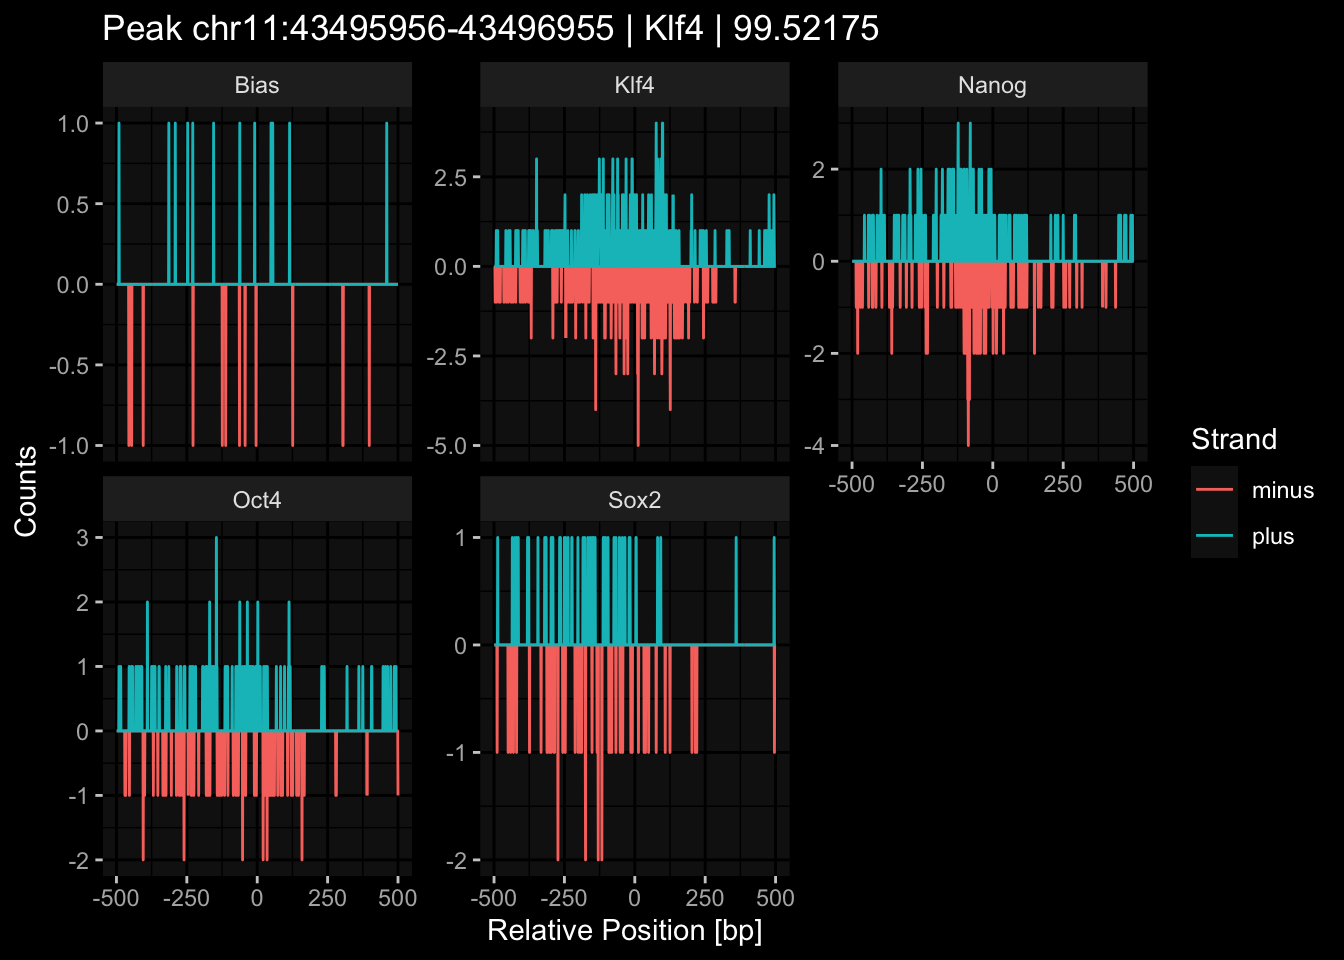 Peak chr11:43495956-43496955 | Klf4 | 99.52175
Bias
1.0
0.5
0.0
-0.5
-1.0
Klf4
2.5
0.0
-2.5
-5.0
Nanog
2
0
-2
-4
-500 -250 0 250 500
Oct4
3
2
1
0
-1
-2
-500 -250 0 250 500
Sox2
1
0
-1
-2
-500 -250 0 250 500
Counts
Relative Position [bp]
Strand
minus
plus